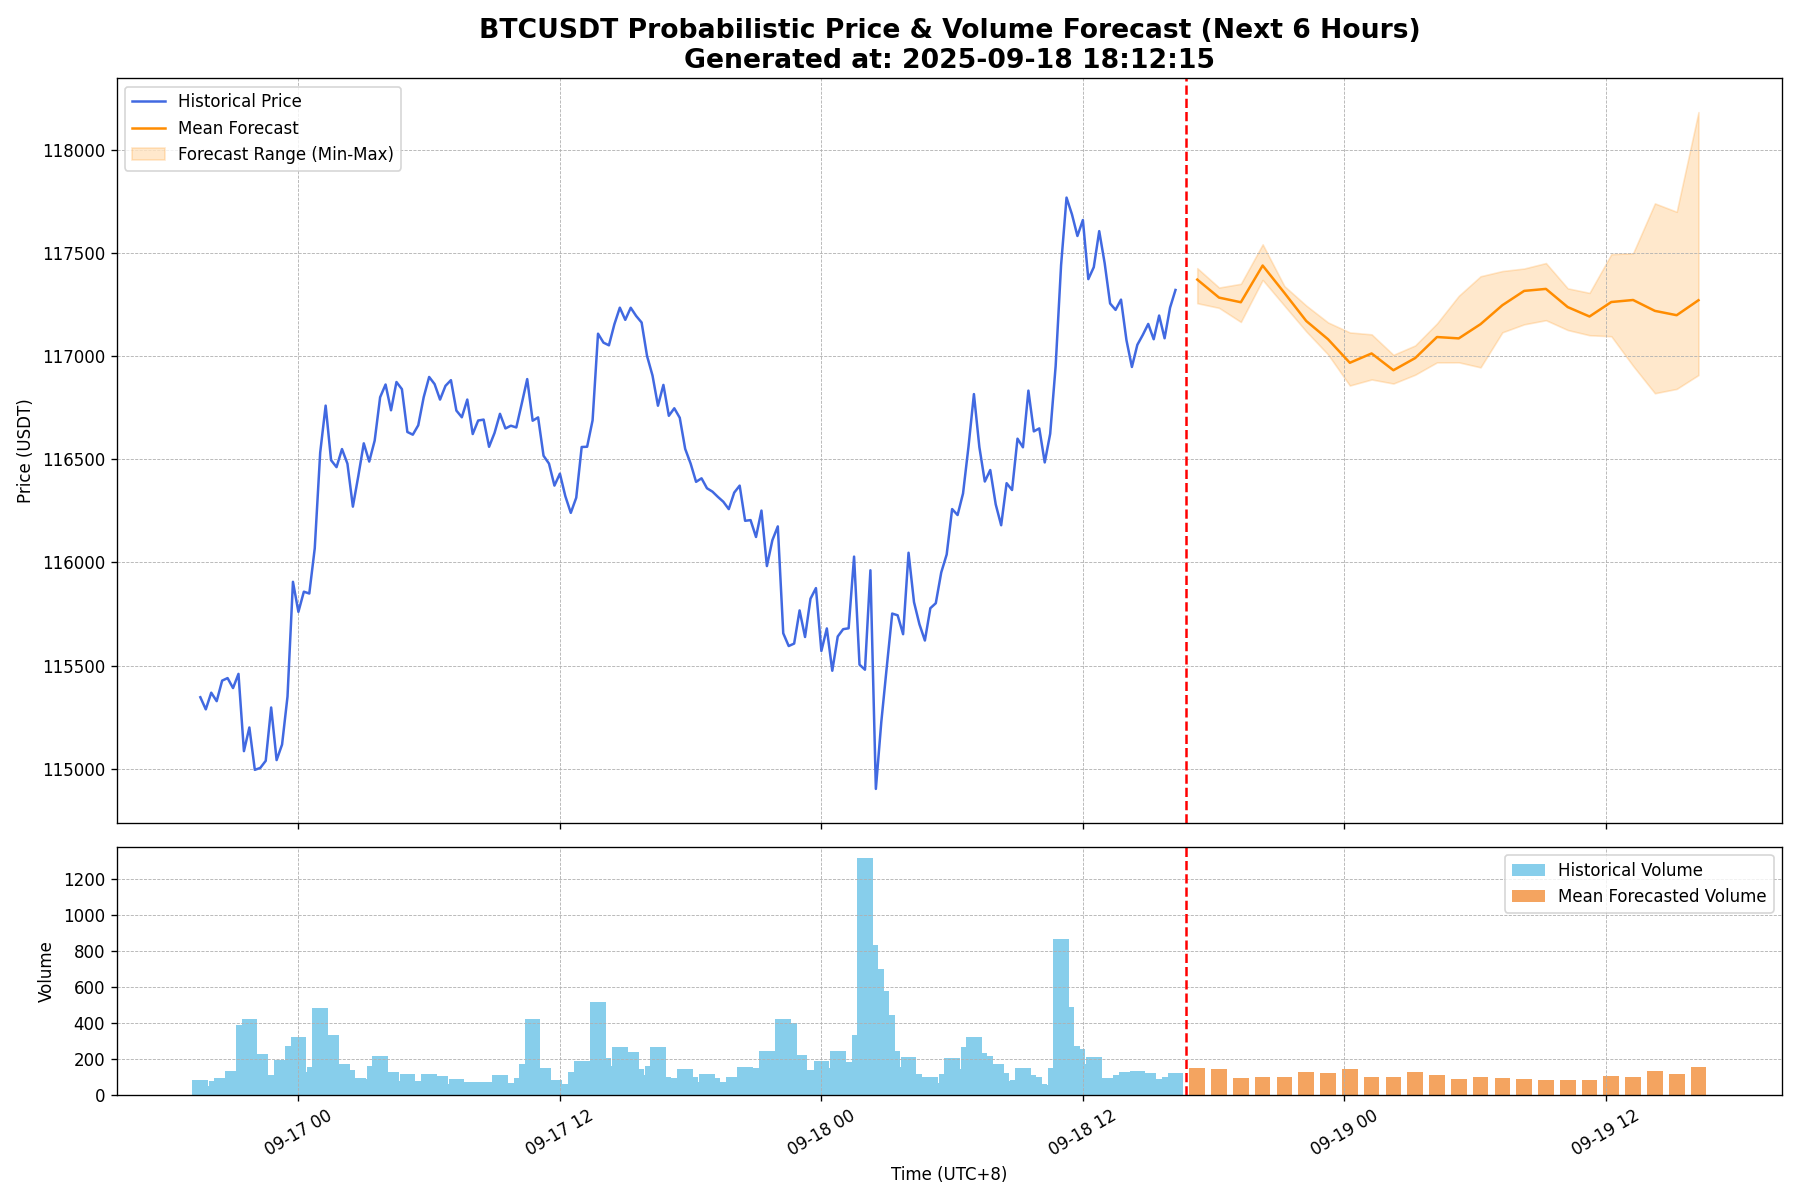 BTCUSDT Probabilistic Price & Volume Forecast (Next 6 Hours)
Generated at: 2025-09-18 18:12:15
Historical Price
Mean Forecast
Forecast Range (Min-Max)
118000
117500
117000
116500
116000
115500
115000
Price (USDT)
Historical Volume
Mean Forecasted Volume
1200
1000
800
600
400
200
0
Volume
09-17 00
09-17 12
09-18 00
09-18 12
09-19 00
09-19 12
Time (UTC+8)